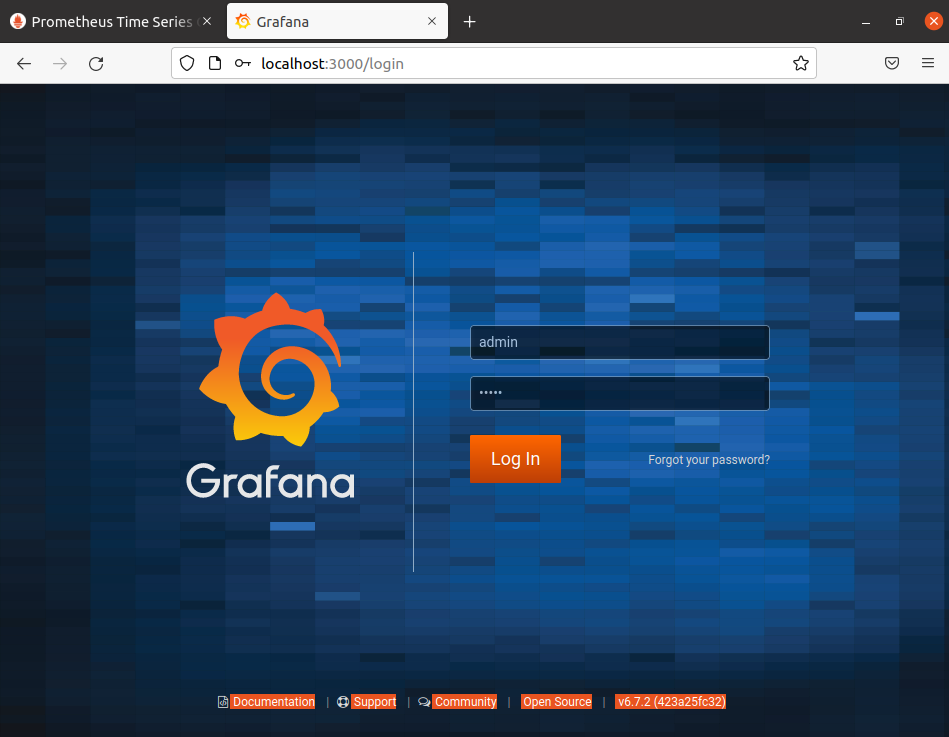 Prometheus Time Series
Grafana
localhost:3000/login
admin
•••••
Log In
Forgot your password?
Grafana
Documentation | Support | Community | Open Source | v6.7.2 (423a25fc32)